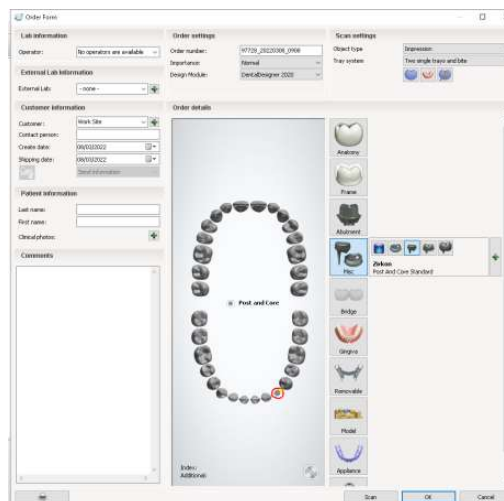 Order Form
Lab information
Operator:
No operators are available
External Lab Information
External Lab:
- none -
Customer information
Customer:
Work Site
Contact person:
Create date:
08/03/2022
Shipping date:
08/03/2022
Send information
Patient information
Last name:
First name:
Clinical photos:
Comments
Order settings
Order number:
97729_20220308_0908
Importance:
Normal
Design Module:
DentalDesigner 2020
Scan settings
Object type
Impression
Tray system
Two single trays and bite
Order details
Post and Core
Index:
Additional:
Anatomy
Frame
Abutment
Misc
Zirkon
Post And Core Standard
Bridge
Gingiva
Removable
Model
Appliance
Scan
OK
Cancel